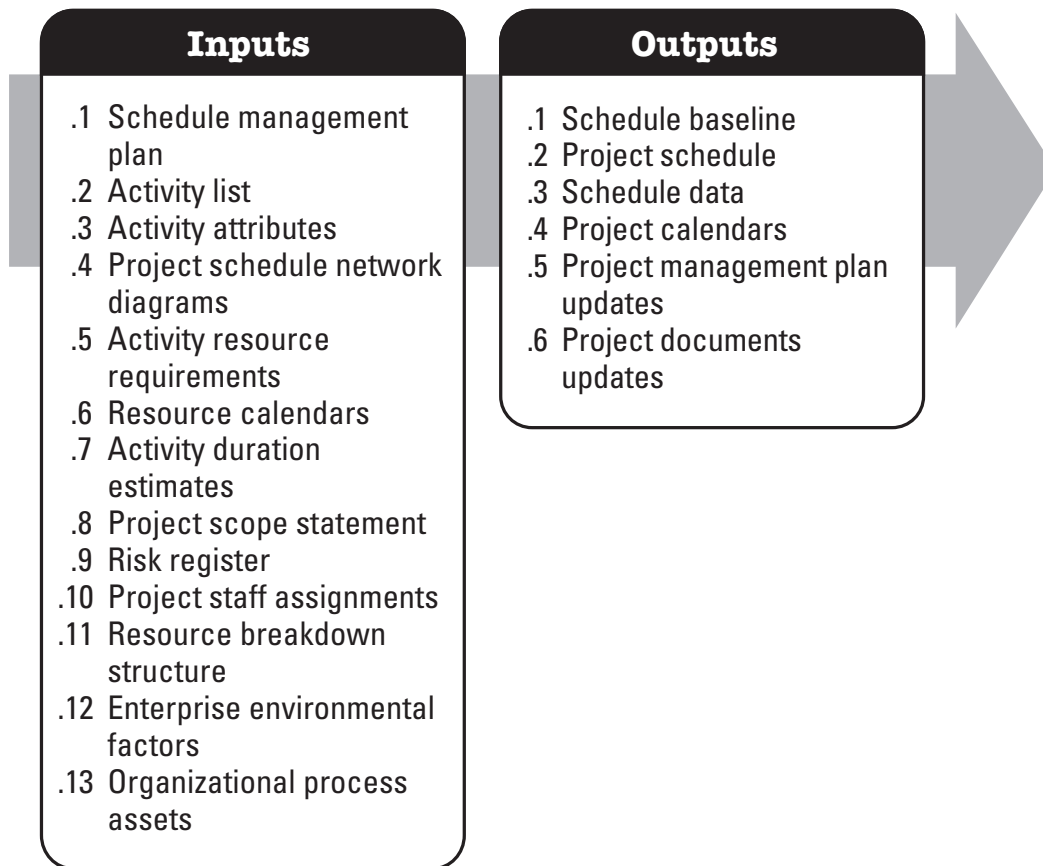 Inputs
.1 Schedule management
plan
.2 Activity list
.3 Activity attributes
.4 Project schedule network
diagrams
.5 Activity resource
requirements
.6 Resource calendars
.7 Activity duration
estimates
.8 Project scope statement
.9 Risk register
.10 Project staff assignments
.11 Resource breakdown
structure
.12 Enterprise environmental
factors
.13 Organizational process
assets
Outputs
.1 Schedule baseline
.2 Project schedule
.3 Schedule data
.4 Project calendars
.5 Project management plan
updates
.6 Project documents
updates